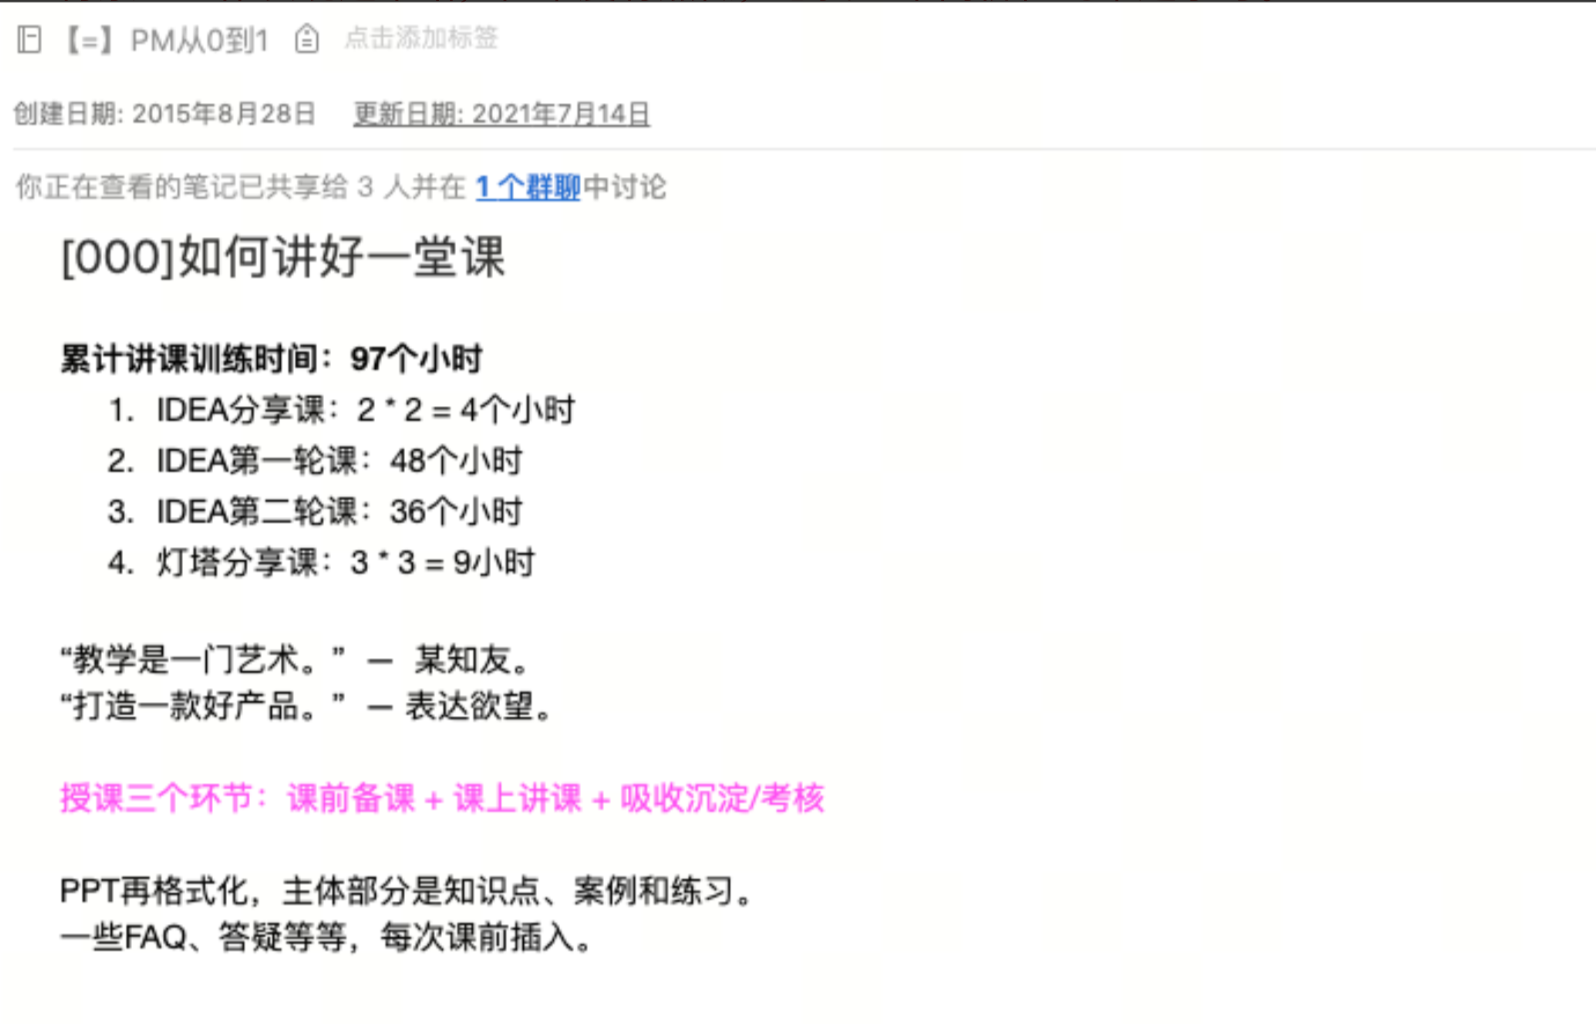 【=】 PM从0到1 点击添加标签
创建日期: 2015年8月28日 更新日期: 2021年7月14日
你正在查看的笔记已共享给 3 人并在 1 个群聊中讨论
[000]如何讲好一堂课
累计讲课训练时间：97个小时
1. IDEA分享课：2 * 2 = 4个小时
2. IDEA第一轮课：48个小时
3. IDEA第二轮课：36个小时
4. 灯塔分享课：3 * 3 = 9小时
“教学是一门艺术。” — 某知友。
“打造一款好产品。” — 表达欲望。
授课三个环节：课前备课 + 课上讲课 + 吸收沉淀/考核
PPT再格式化，主体部分是知识点、案例和练习。
一些FAQ、答疑等等，每次课前插入。